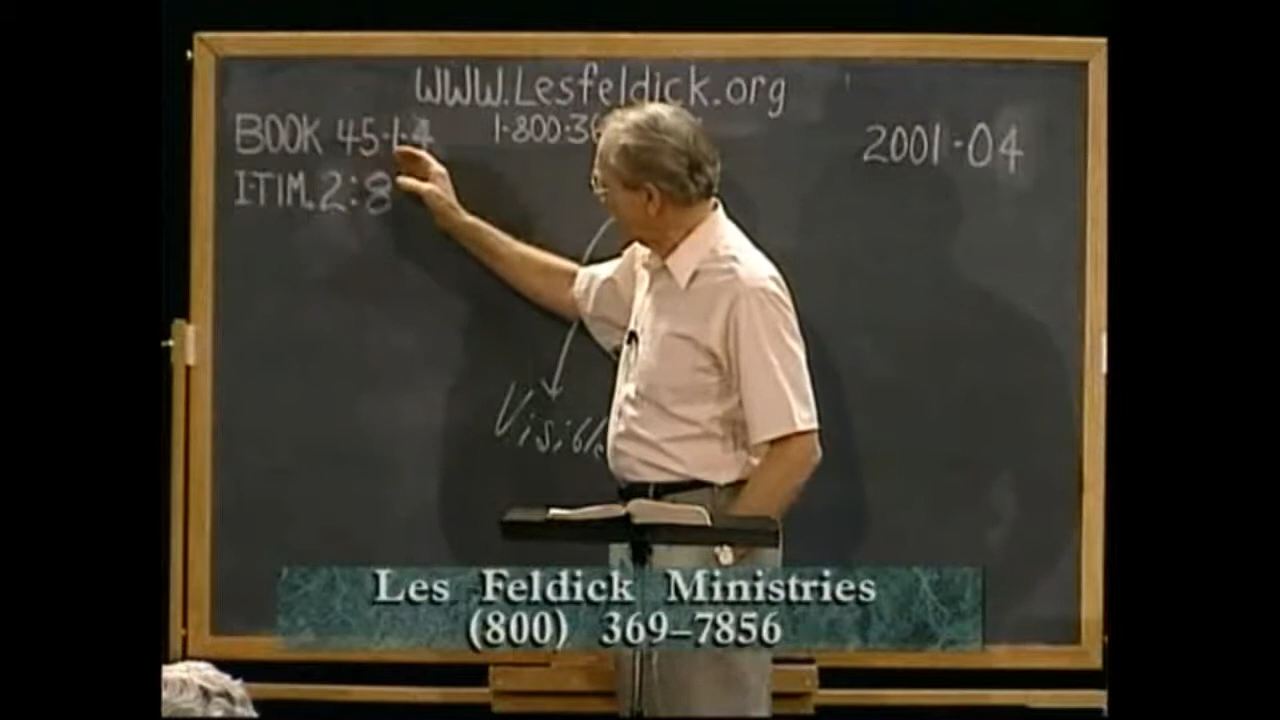 WWW.Lesfeldick.org
BOOK 45-1-4
1-800-36
2001-04
I-TIM. 2:8
Visible
Les Feldick Ministries
(800) 369-7856